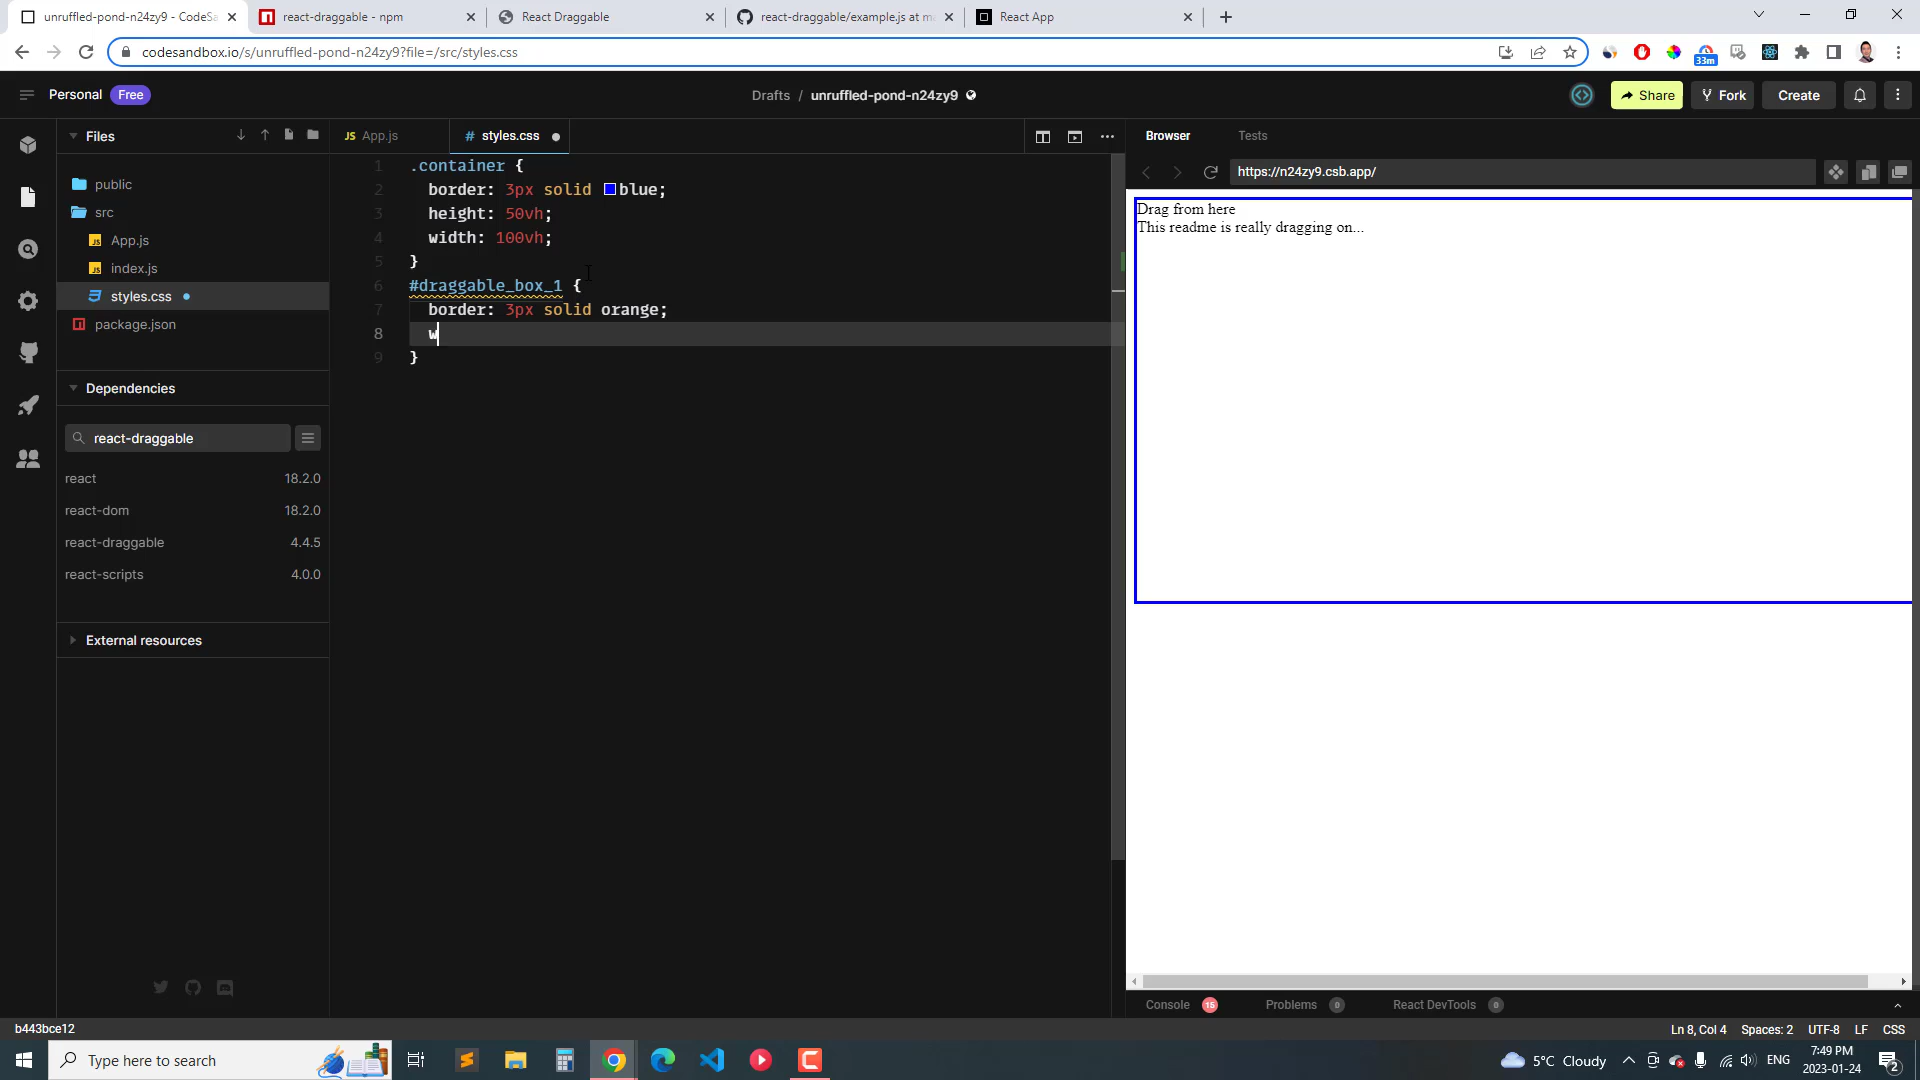 unruffled-pond-n24zy9 - CodeSa
react-draggable - npm
React Draggable
react-draggable/example.js at m
React App
codesandbox.io/s/unruffled-pond-n24zy9?file=/src/styles.css
33m
Personal Free
Drafts / unruffled-pond-n24zy9
Share
Fork
Create
Files
JS App.js
# styles.css
Browser
Tests
https://n24zy9.csb.app/
public
src
JS App.js
JS index.js
styles.css
package.json
Dependencies
react-draggable
react 18.2.0
react-dom 18.2.0
react-draggable 4.4.5
react-scripts 4.0.0
External resources
1 .container {
2 border: 3px solid blue;
3 height: 50vh;
4 width: 100vh;
5 }
6 #draggable_box_1 {
7 border: 3px solid orange;
8 w
9 }
Drag from here
This readme is really dragging on...
Console 15
Problems 0
React DevTools 0
b443bce12
Ln 8, Col 4
Spaces: 2
UTF-8
LF
CSS
Type here to search
5°C Cloudy
ENG
7:49 PM
2023-01-24
2